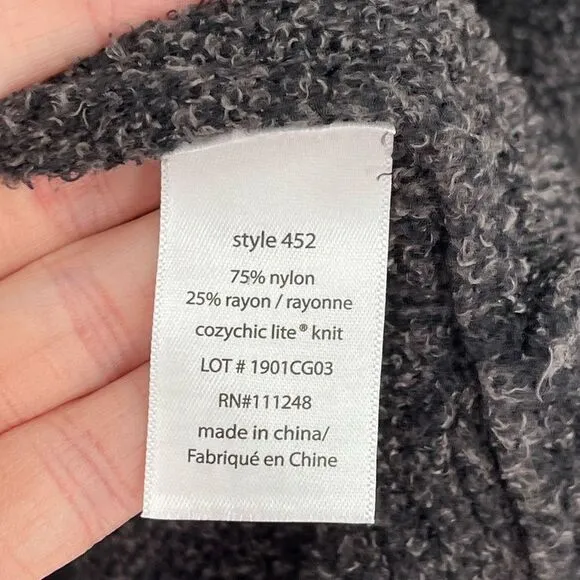 style 452
75% nylon
25% rayon / rayonne
cozychic lite® knit
LOT # 1901CG03
RN#111248
made in china/
Fabriqué en Chine